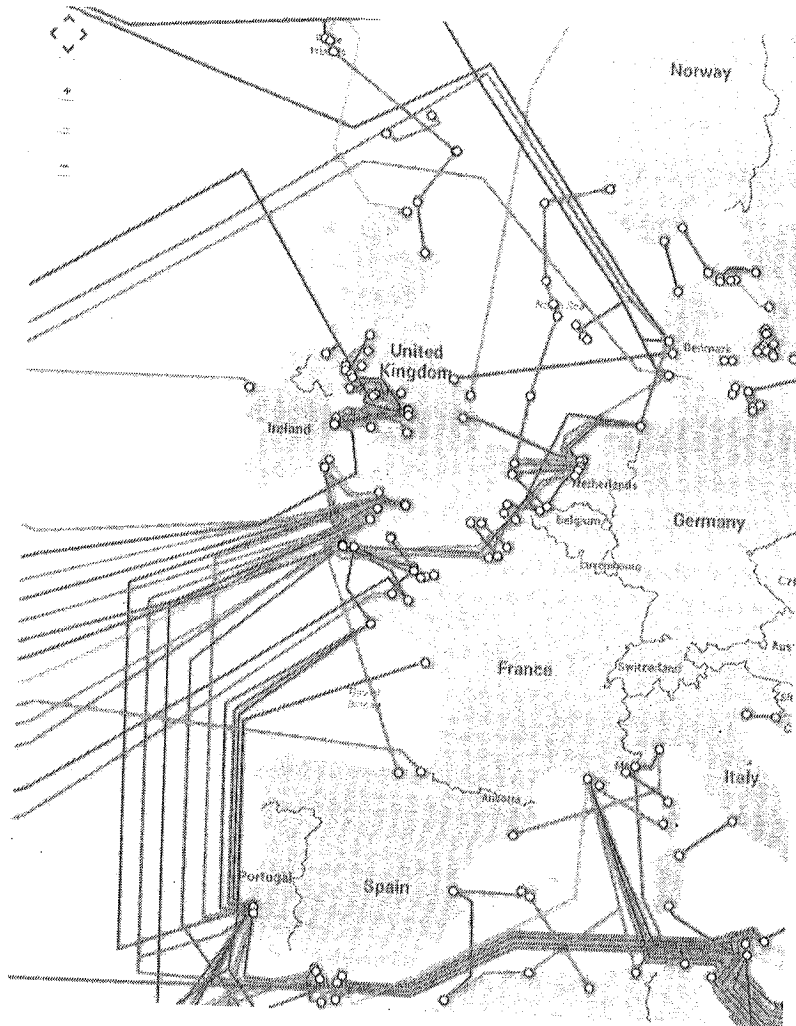 Norway
Denmark
United
Kingdom
Ireland
Netherlands
Belgium
Germany
Luxembourg
Switzerland
France
Italy
Andorra
Portugal
Spain